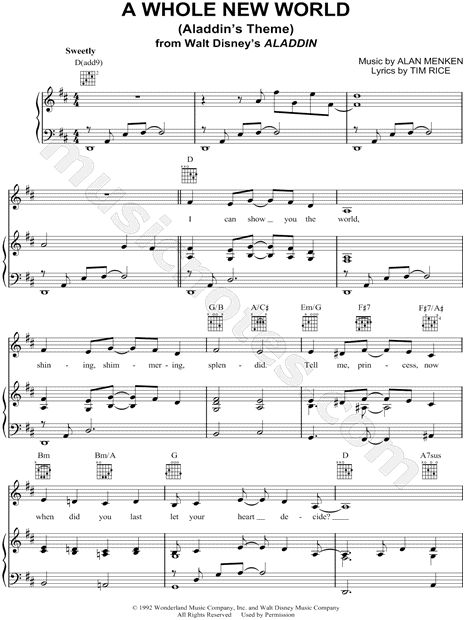 A WHOLE NEW WORLD
(Aladdin's Theme)
from Walt Disney's ALADDIN
Music by ALAN MENKEN
Lyrics by TIM RICE
Sweetly
D(add9)
musicnotes.com
D
I can show you the world,
G/B A/C♯ Em/G F♯7 F♯7/A♯
shin - ing, shim - mer - ing, splen - did. Tell me, prin - cess, now
Bm Bm/A G D A7sus
when did you last let your heart de - cide?
© 1992 Wonderland Music Company, Inc. and Walt Disney Music Company
All Rights Reserved Used by Permission